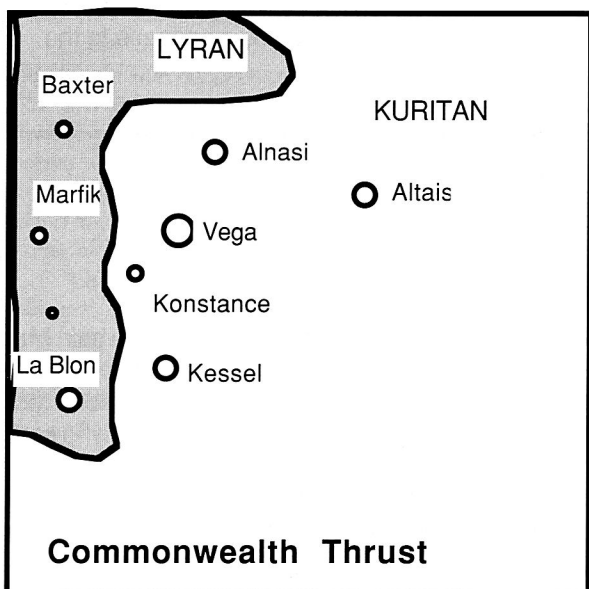 LYRAN
Baxter
KURITAN
Alnasi
Marfik
Altais
Vega
Konstance
La Blon
Kessel
Commonwealth Thrust